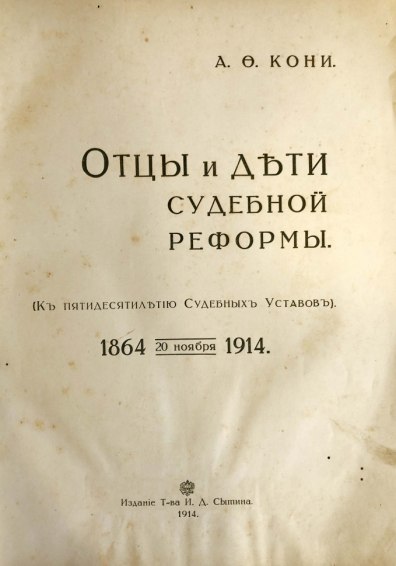 А. Ѳ. КОНИ.
ОТЦЫ и ДѢТИ
СУДЕБНОЙ
РЕФОРМЫ.
(Къ пятидесятилѣтію Судебныхъ Уставовъ).
1864 20 ноября 1914.
Изданіе Т-ва И. Д. Сытина.
1914.